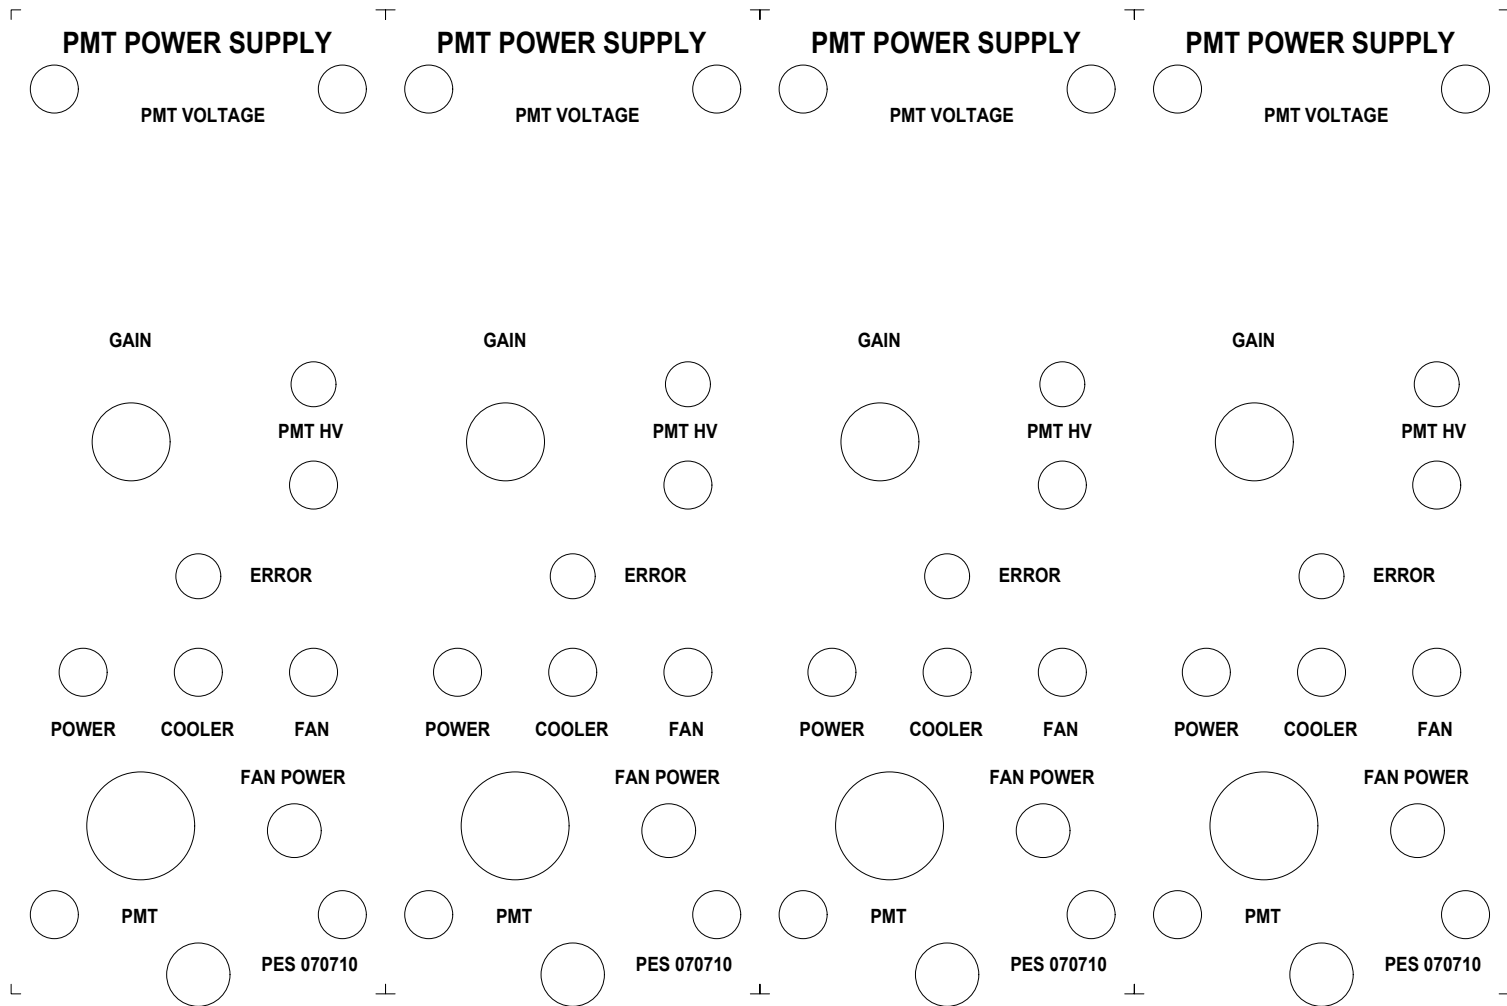 PMT POWER SUPPLY PMT POWER SUPPLY PMT POWER SUPPLY PMT POWER SUPPLY
PMT VOLTAGE PMT VOLTAGE PMT VOLTAGE PMT VOLTAGE
GAIN GAIN GAIN GAIN
PMT HV PMT HV PMT HV PMT HV
ERROR ERROR ERROR ERROR
POWER COOLER FAN POWER COOLER FAN POWER COOLER FAN POWER COOLER FAN
FAN POWER FAN POWER FAN POWER FAN POWER
PMT PMT PMT PMT
PES 070710 PES 070710 PES 070710 PES 070710